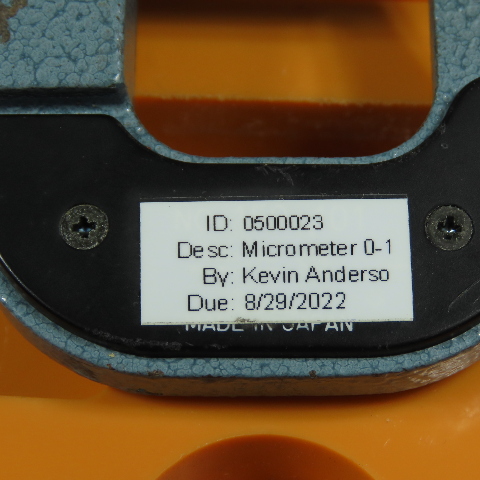 ID: 0500023
Desc: Micrometer 0-1
By: Kevin Anderso
Due: 8/29/2022
MADE IN JAPAN